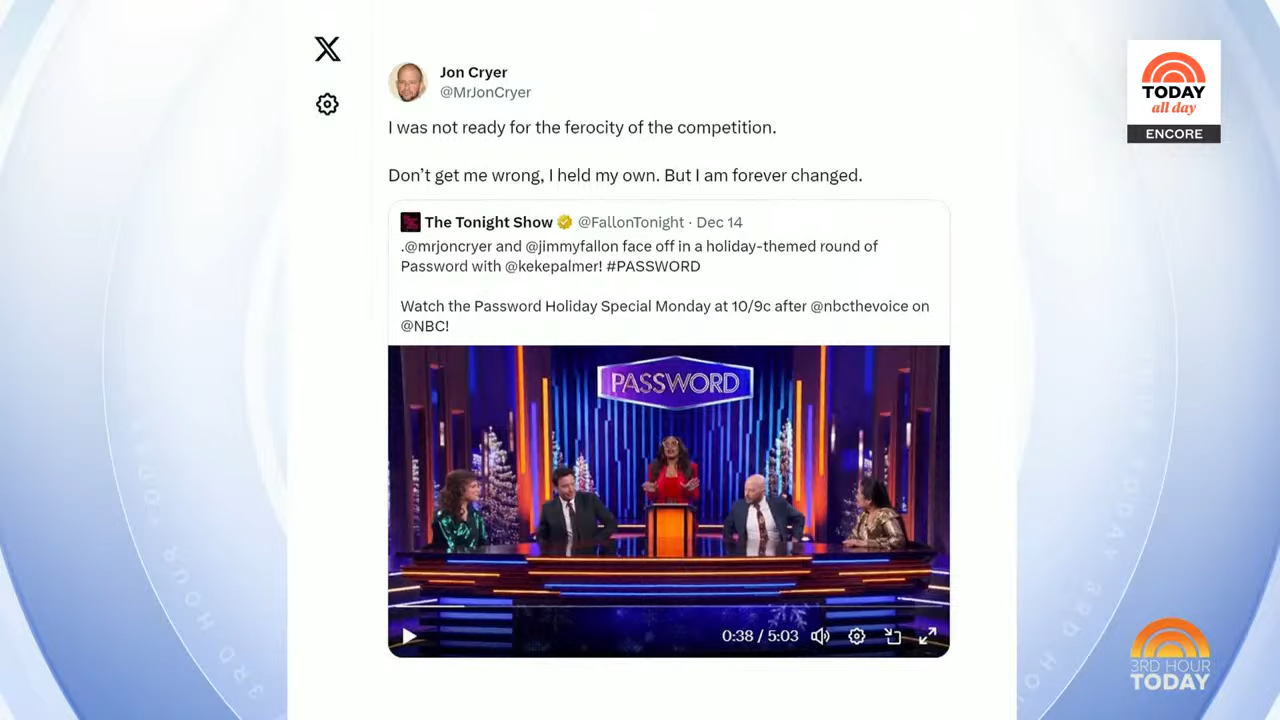 Jon Cryer
@MrJonCryer
I was not ready for the ferocity of the competition.
Don’t get me wrong, I held my own. But I am forever changed.
The Tonight Show @FallonTonight · Dec 14
.@mrjoncryer and @jimmyfallon face off in a holiday-themed round of
Password with @kekepalmer! #PASSWORD
Watch the Password Holiday Special Monday at 10/9c after @nbcthevoice on
@NBC!
PASSWORD
0:38 / 5:03
TODAY
all day
ENCORE
3RD HOUR
TODAY